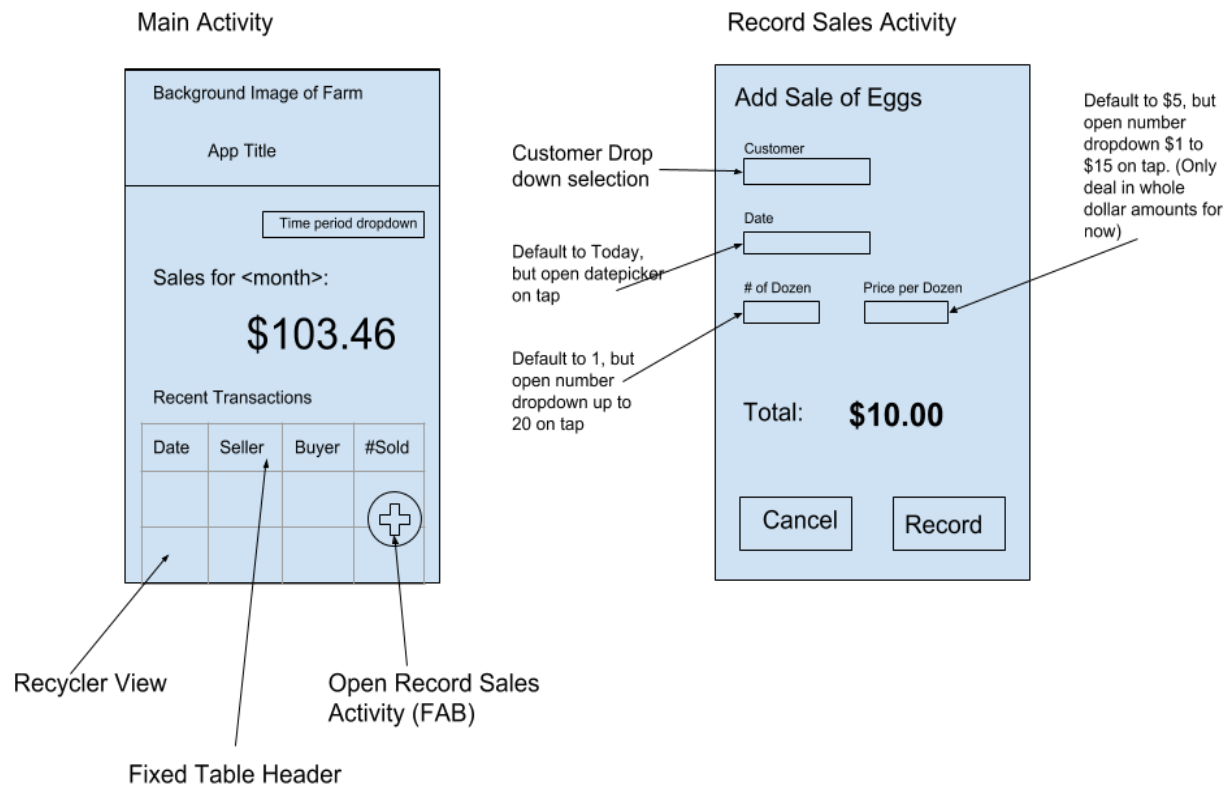 Main Activity
Background Image of Farm
App Title
Time period dropdown
Sales for <month>:
$103.46
Recent Transactions
Date Seller Buyer #Sold
Recycler View
Open Record Sales
Activity (FAB)
Fixed Table Header
Record Sales Activity
Add Sale of Eggs
Customer
Customer Drop
down selection
Date
Default to Today,
but open datepicker
on tap
# of Dozen Price per Dozen
Default to 1, but
open number
dropdown up to
20 on tap
Default to $5, but
open number
dropdown $1 to
$15 on tap. (Only
deal in whole
dollar amounts for
now)
Total: $10.00
Cancel Record